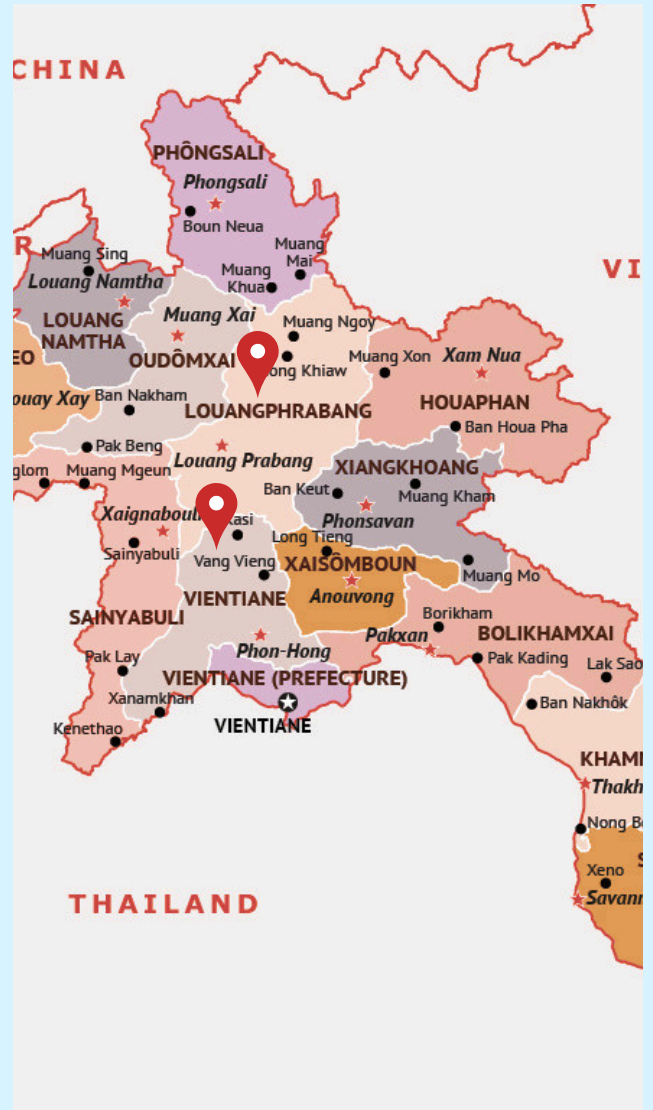 CHINA
PHÔNGSALI
Phongsali
Boun Neua
Muang
Mai
Muang
Khua
R
Muang Sing
Louang Namtha
LOUANG
NAMTHA
VI
Muang Xai
OUDÔMXAI
Muang Ngoy
ong Khiaw
EO
Muang Xon
Xam Nua
HOUAPHAN
ouay Xay
Ban Nakham
LOUANGPHRABANG
Ban Houa Pha
Pak Beng
Louang Prabang
glom
Muang Mgeun
XIANGKHOANG
Ban Keut
Muang Kham
Phonsavan
Xaignabouli
Sainyabuli
kasi
Long Tieng
Vang Vieng
XAISÔMBOUN
Muang Mo
VIENTIANE
Anouvong
SAINYABULI
Borikham
Pakxan
BOLIKHAMXAI
Phon-Hong
Pak Lay
Pak Kading
Lak Sao
VIENTIANE (PREFECTURE)
Xanamkhan
Ban Nakhôk
Kenethao
VIENTIANE
KHAM
Thakh
Nong B
S
Xeno
Savann
THAILAND